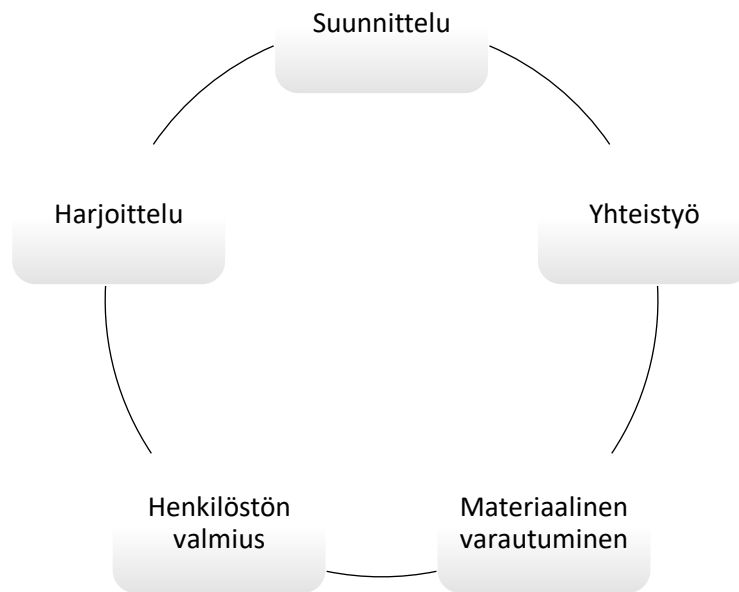 Suunnittelu
Yhteistyö
Materiaalinen
varautuminen
Henkilöstön
valmius
Harjoittelu